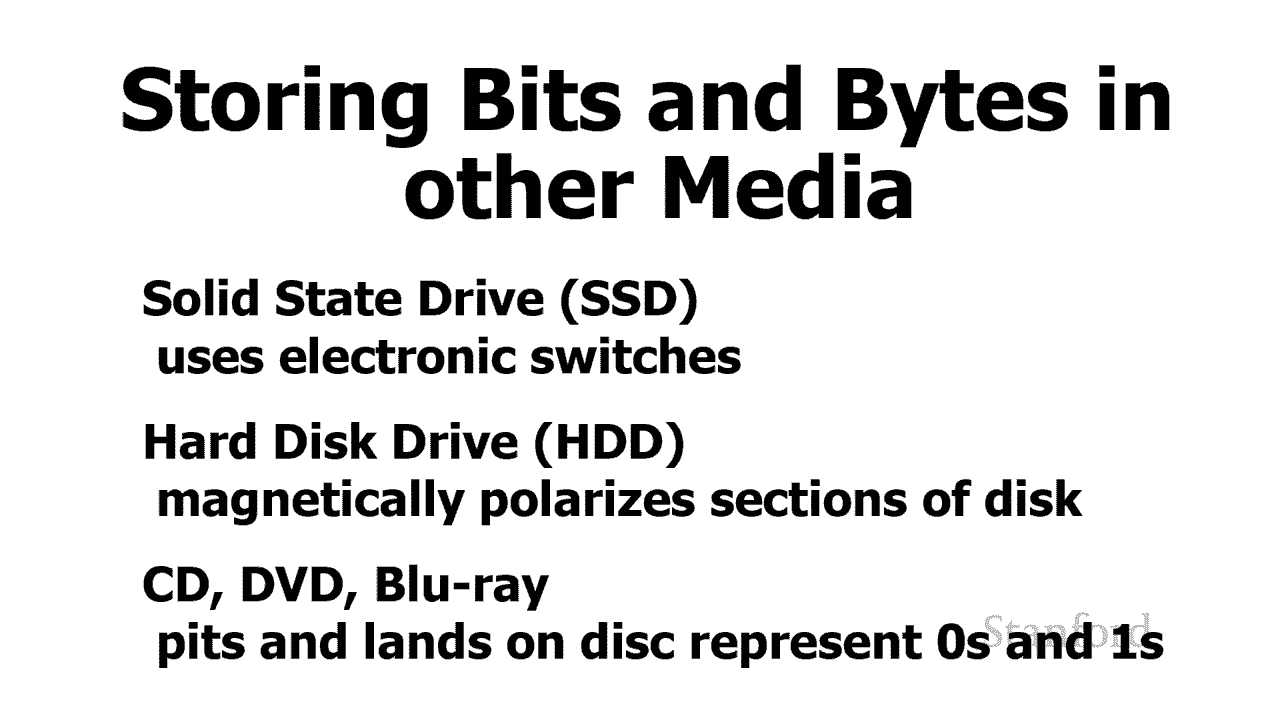 Storing Bits and Bytes in
other Media
Solid State Drive (SSD)
uses electronic switches
Hard Disk Drive (HDD)
magnetically polarizes sections of disk
CD, DVD, Blu-ray
pits and lands on disc represent 0s and 1s
Stanford